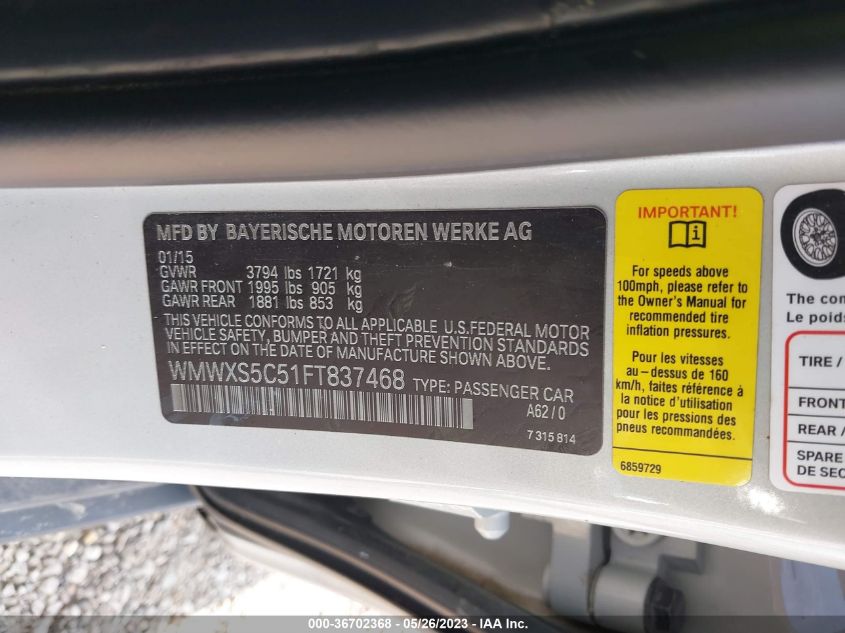 MFD BY BAYERISCHE MOTOREN WERKE AG
01/15
GVWR 3794 lbs 1721 kg
GAWR FRONT 1995 lbs 905 kg
GAWR REAR 1881 lbs 853 kg
THIS VEHICLE CONFORMS TO ALL APPLICABLE U.S.FEDERAL MOTOR
VEHICLE SAFETY, BUMPER AND THEFT PREVENTION STANDARDS
IN EFFECT ON THE DATE OF MANUFACTURE SHOWN ABOVE.
WMWXS5C51FT837468 TYPE: PASSENGER CAR
A62/0
7 315 814
IMPORTANT!
For speeds above
100mph, please refer to
the Owner's Manual for
recommended tire
inflation pressures.
Pour les vitesses
au-dessus de 160
km/h, faites référence à
la notice d'utilisation
pour les pressions des
pneus recommandées.
6859729
The com
Le poids
TIRE /
FRONT
REAR /
SPARE
DE SEC
000-36702368 - 05/26/2023 - IAA Inc.